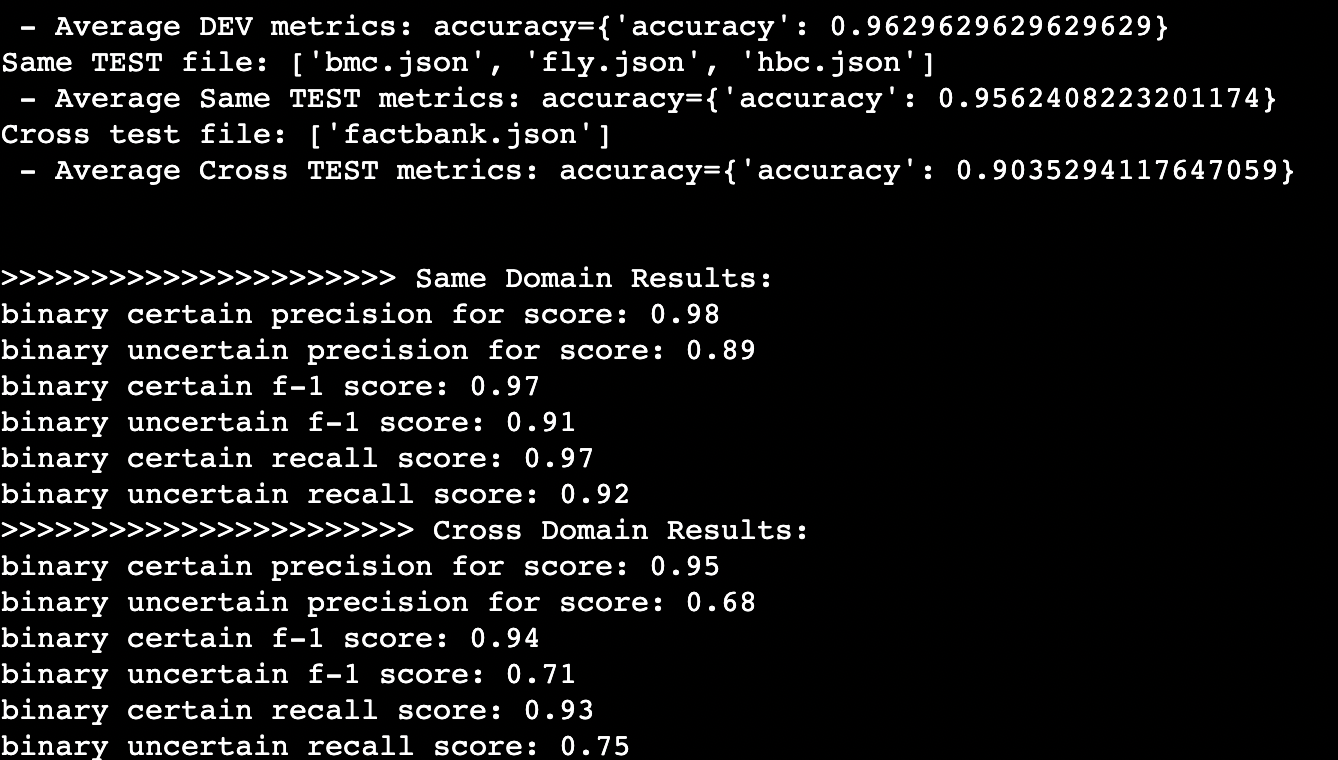 - Average DEV metrics: accuracy={'accuracy': 0.9629629629629629}
Same TEST file: ['bmc.json', 'fly.json', 'hbc.json']
- Average Same TEST metrics: accuracy={'accuracy': 0.9562408223201174}
Cross test file: ['factbank.json']
- Average Cross TEST metrics: accuracy={'accuracy': 0.9035294117647059}
>>>>>>>>>>>>>>>>>>>>>> Same Domain Results:
binary certain precision for score: 0.98
binary uncertain precision for score: 0.89
binary certain f-1 score: 0.97
binary uncertain f-1 score: 0.91
binary certain recall score: 0.97
binary uncertain recall score: 0.92
>>>>>>>>>>>>>>>>>>>>>>> Cross Domain Results:
binary certain precision for score: 0.95
binary uncertain precision for score: 0.68
binary certain f-1 score: 0.94
binary uncertain f-1 score: 0.71
binary certain recall score: 0.93
binary uncertain recall score: 0.75